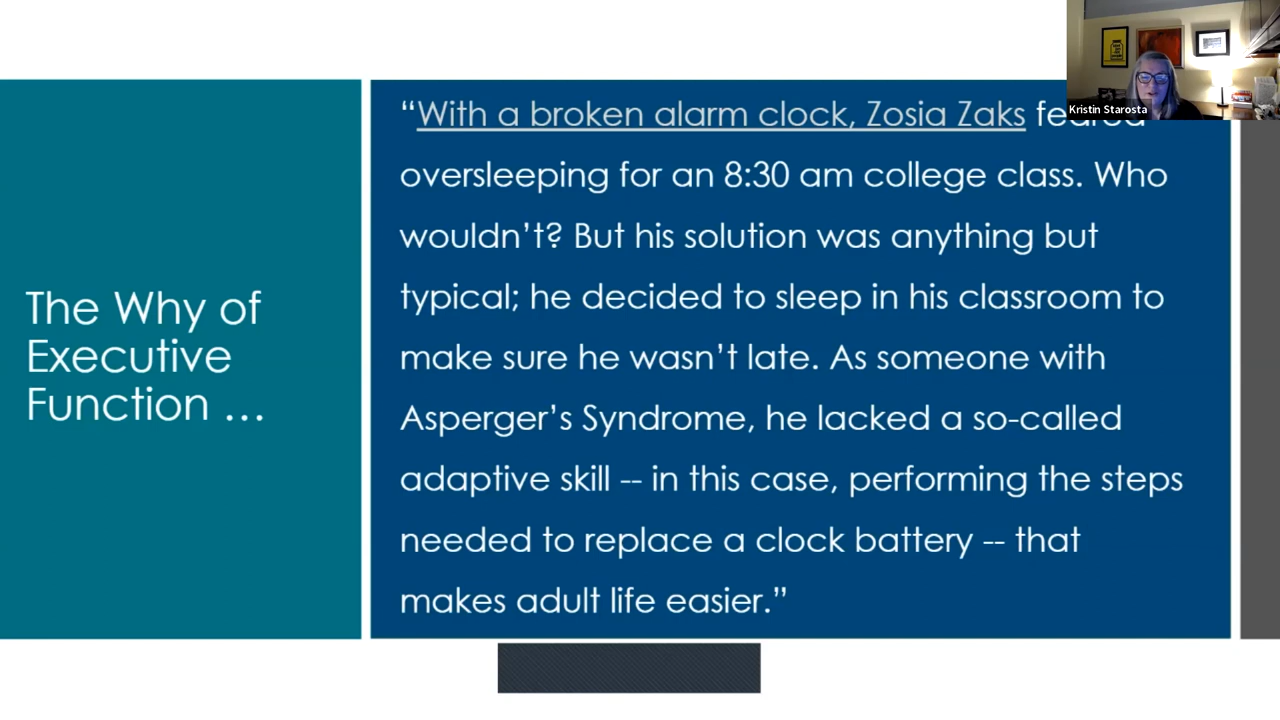 The Why of
Executive
Function …
“With a broken alarm clock, Zosia Zaks feared
oversleeping for an 8:30 am college class. Who
wouldn’t? But his solution was anything but
typical; he decided to sleep in his classroom to
make sure he wasn’t late. As someone with
Asperger’s Syndrome, he lacked a so-called
adaptive skill -- in this case, performing the steps
needed to replace a clock battery -- that
makes adult life easier.”
Kristin Starosta